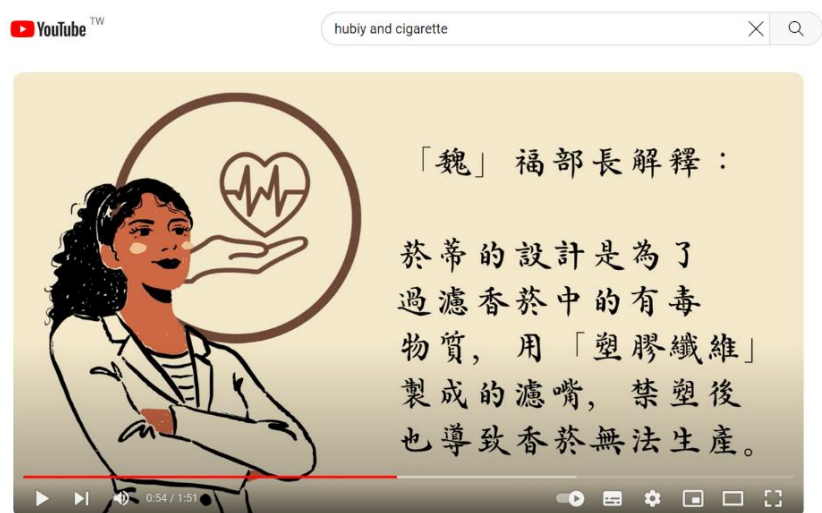 YouTube TW
hubiy and cigarette
「魏」福部長解釋：
菸蒂的設計是為了
過濾香菸中的有毒
物質，用「塑膠纖維」
製成的濾嘴，禁塑後
也導致香菸無法生產。
0:54 / 1:51